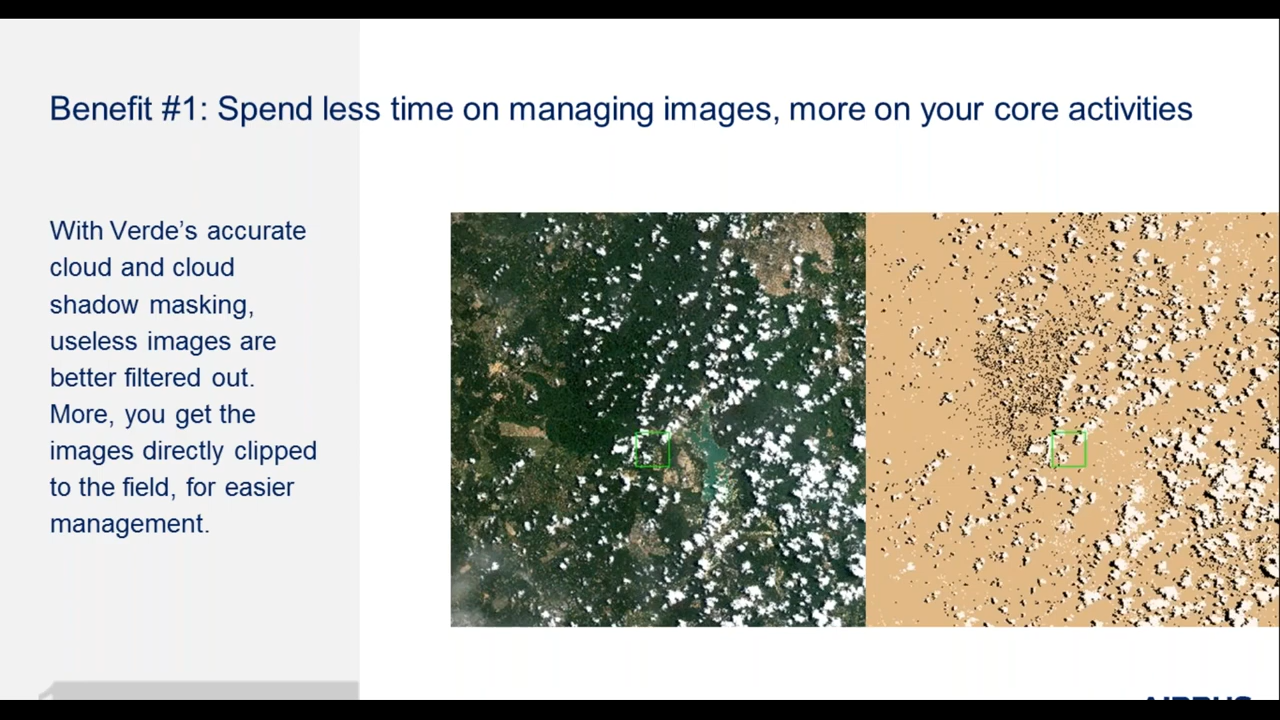 Benefit #1: Spend less time on managing images, more on your core activities
With Verde’s accurate
cloud and cloud
shadow masking,
useless images are
better filtered out.
More, you get the
images directly clipped
to the field, for easier
management.
AIRBUS